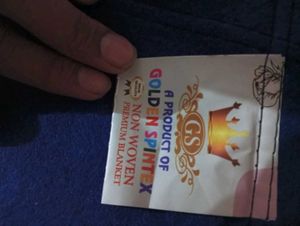 GS
A PRODUCT OF
GOLDEN SPINTEX
NON WOVEN
PREMIUM BLANKET